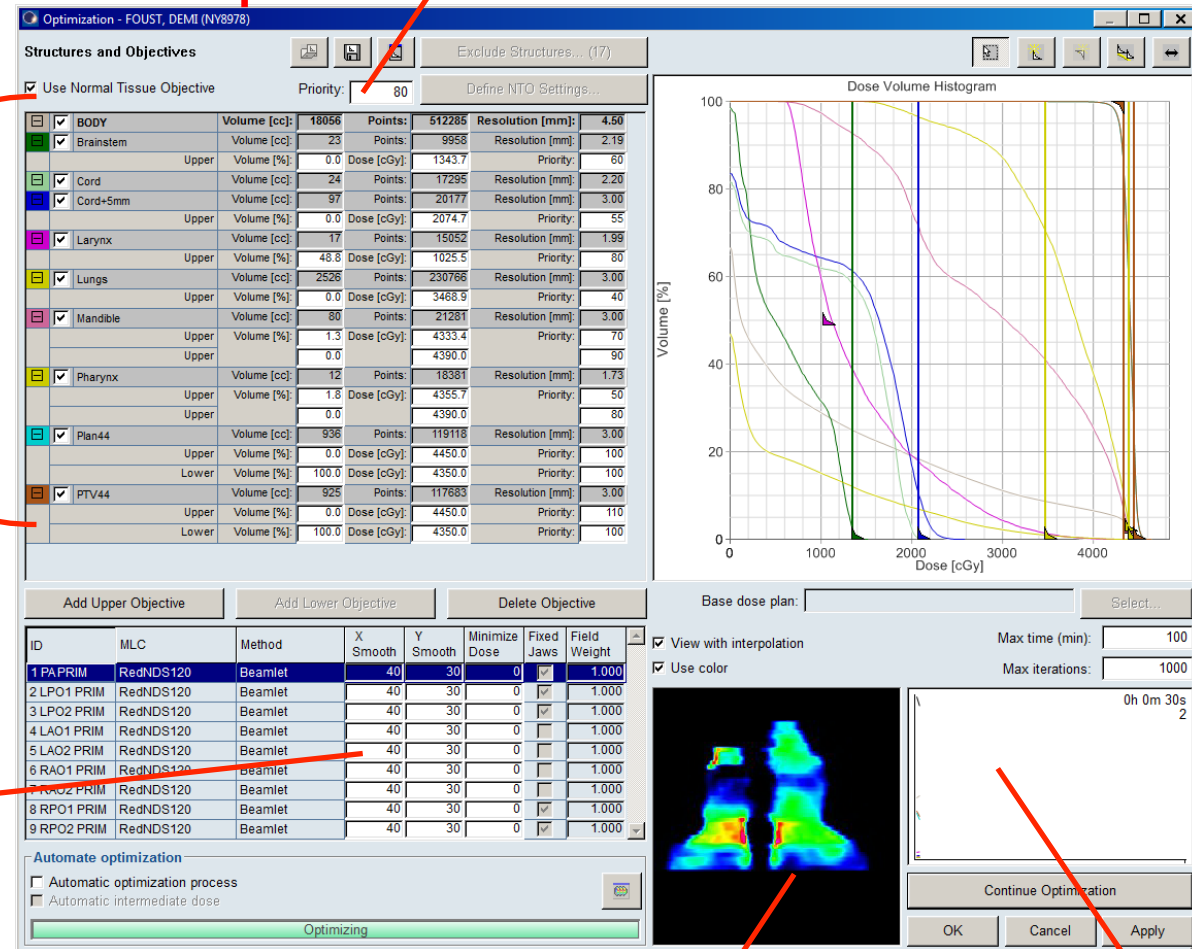 Optimization - FOUST, DEMI (NY8978)
Structures and Objectives
Exclude Structures... (17)
Use Normal Tissue Objective Priority: 80 Define NTO Settings...
BODY Volume [cc]: 18056 Points: 512285 Resolution [mm]: 4.50
Brainstem Volume [cc]: 23 Points: 9958 Resolution [mm]: 2.19
Upper Volume [%]: 0.0 Dose [cGy]: 1343.7 Priority: 60
Cord Volume [cc]: 24 Points: 17295 Resolution [mm]: 2.20
Cord+5mm Volume [cc]: 97 Points: 20177 Resolution [mm]: 3.00
Upper Volume [%]: 0.0 Dose [cGy]: 2074.7 Priority: 55
Larynx Volume [cc]: 17 Points: 15052 Resolution [mm]: 1.99
Upper Volume [%]: 48.8 Dose [cGy]: 1025.5 Priority: 80
Lungs Volume [cc]: 2526 Points: 230766 Resolution [mm]: 3.00
Upper Volume [%]: 0.0 Dose [cGy]: 3468.9 Priority: 40
Mandible Volume [cc]: 80 Points: 21281 Resolution [mm]: 3.00
Upper Volume [%]: 1.3 Dose [cGy]: 4333.4 Priority: 70
Upper 0.0 4390.0 90
Pharynx Volume [cc]: 12 Points: 18381 Resolution [mm]: 1.73
Upper Volume [%]: 1.8 Dose [cGy]: 4355.7 Priority: 50
Upper 0.0 4390.0 80
Plan44 Volume [cc]: 936 Points: 119118 Resolution [mm]: 3.00
Upper Volume [%]: 0.0 Dose [cGy]: 4450.0 Priority: 100
Lower Volume [%]: 100.0 Dose [cGy]: 4350.0 Priority: 100
PTV44 Volume [cc]: 925 Points: 117683 Resolution [mm]: 3.00
Upper Volume [%]: 0.0 Dose [cGy]: 4450.0 Priority: 110
Lower Volume [%]: 100.0 Dose [cGy]: 4350.0 Priority: 100
Dose Volume Histogram
100
80
60
40
20
0
Volume [%]
0 1000 2000 3000 4000
Dose [cGy]
Add Upper Objective Add Lower Objective Delete Objective
Base dose plan: Select...
ID MLC Method X Smooth Y Smooth Minimize Dose Fixed Jaws Field Weight
1 PA PRIM RedNDS120 Beamlet 40 30 0 1.000
2 LPO1 PRIM RedNDS120 Beamlet 40 30 0 1.000
3 LPO2 PRIM RedNDS120 Beamlet 40 30 0 1.000
4 LAO1 PRIM RedNDS120 Beamlet 40 30 0 1.000
5 LAO2 PRIM RedNDS120 Beamlet 40 30 0 1.000
6 RAO1 PRIM RedNDS120 Beamlet 40 30 0 1.000
7 RAO2 PRIM RedNDS120 Beamlet 40 30 0 1.000
8 RPO1 PRIM RedNDS120 Beamlet 40 30 0 1.000
9 RPO2 PRIM RedNDS120 Beamlet 40 30 0 1.000
View with interpolation Max time (min): 100
Use color Max iterations: 1000
0h 0m 30s
2
Automate optimization
Automatic optimization process
Automatic intermediate dose
Optimizing
Continue Optimization
OK Cancel Apply